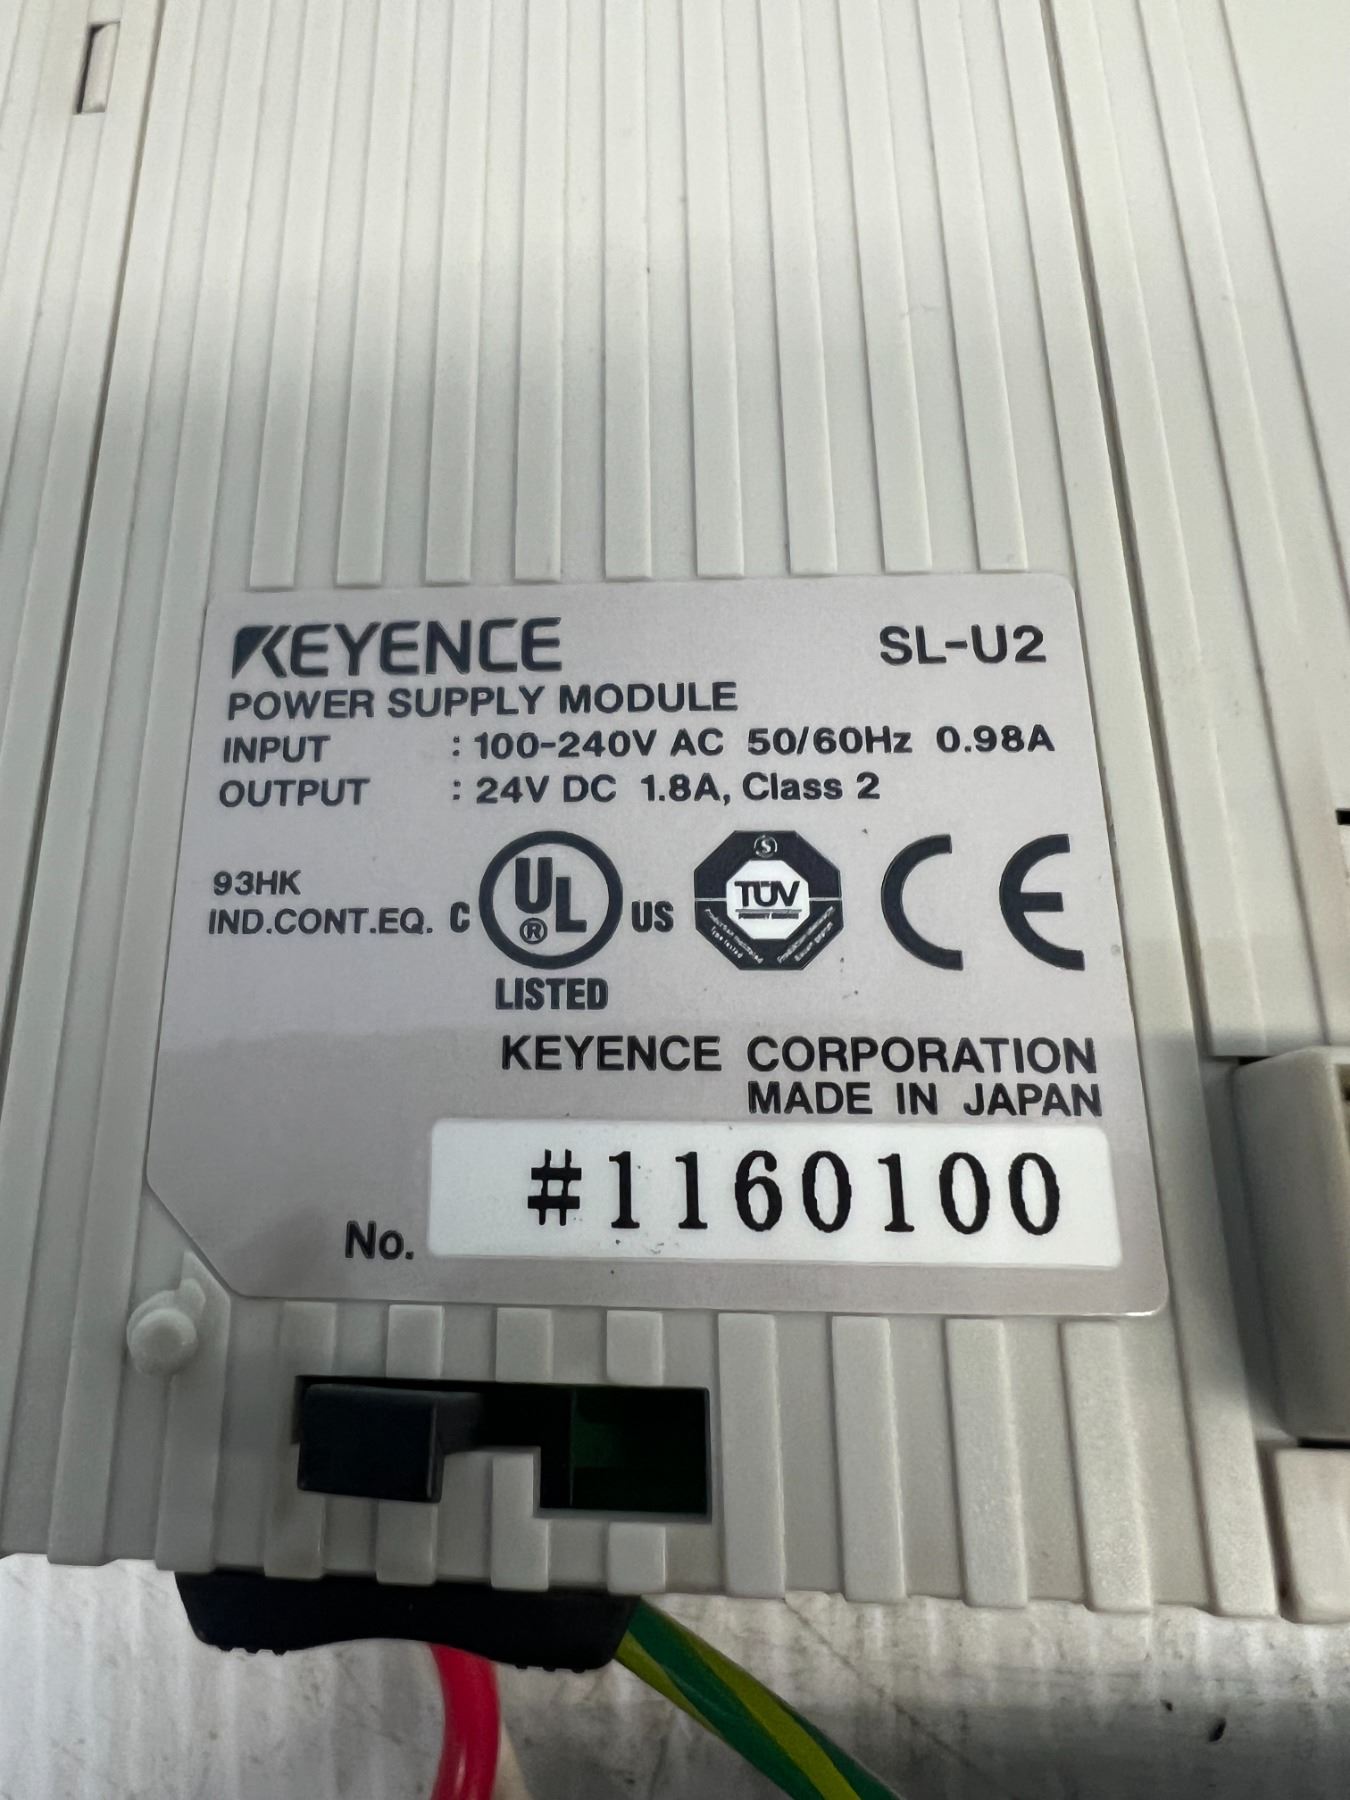 KEYENCE SL-U2
POWER SUPPLY MODULE
INPUT : 100-240V AC 50/60Hz 0.98A
OUTPUT : 24V DC 1.8A, Class 2
93HK
IND.CONT.EQ. C UL® US
LISTED
S
TÜV
CE
KEYENCE CORPORATION
MADE IN JAPAN
No. #1160100